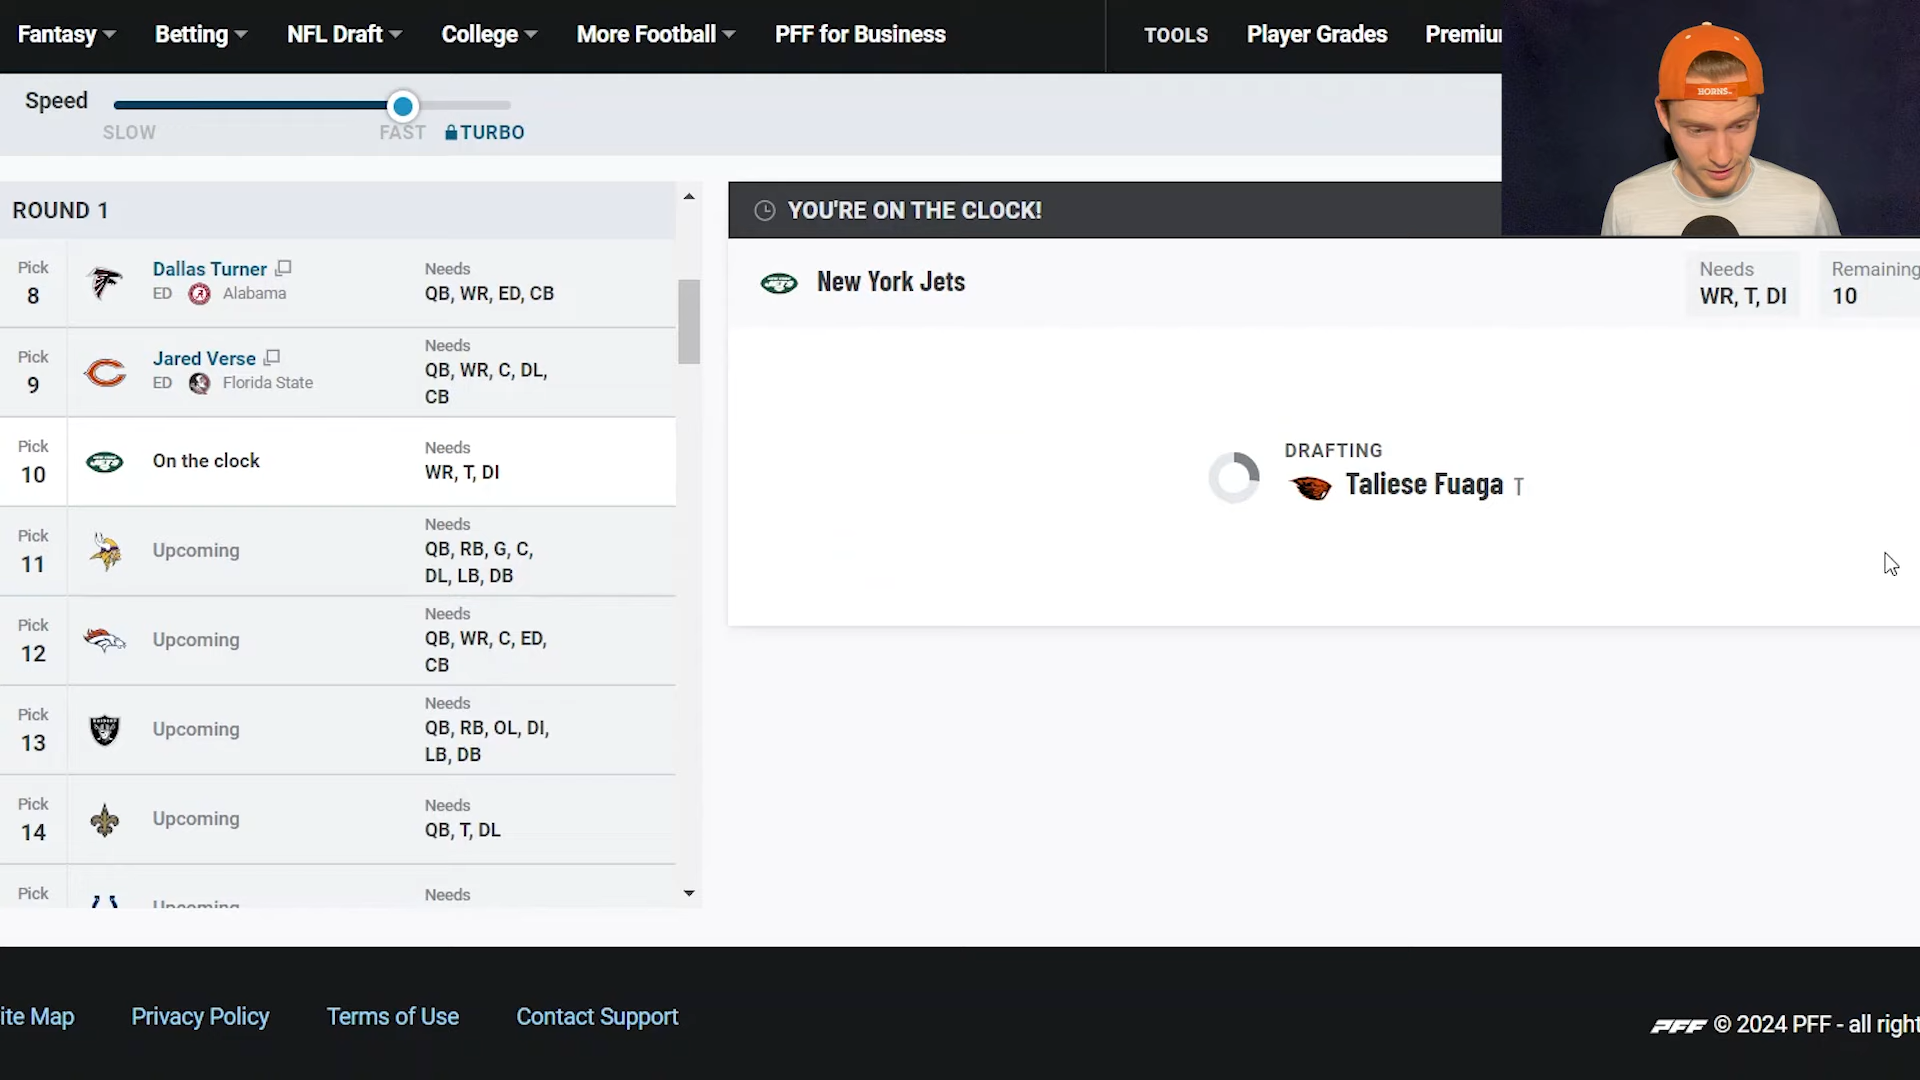 Fantasy Betting NFL Draft College More Football PFF for Business TOOLS Player Grades Premiu
HORNS
Speed
SLOW FAST TURBO
ROUND 1
Pick 8
Dallas Turner
ED Alabama
Needs
QB, WR, ED, CB
Pick 9
Jared Verse
ED Florida State
Needs
QB, WR, C, DL,
CB
Pick 10
On the clock
Needs
WR, T, DI
Pick 11
Upcoming
Needs
QB, RB, G, C,
DL, LB, DB
Pick 12
Upcoming
Needs
QB, WR, C, ED,
CB
Pick 13
Upcoming
Needs
QB, RB, OL, DI,
LB, DB
Pick 14
Upcoming
Needs
QB, T, DL
Pick
Upcoming
Needs
YOU'RE ON THE CLOCK!
New York Jets
Needs
WR, T, DI
Remaining
10
DRAFTING
Taliese Fuaga T
ite Map Privacy Policy Terms of Use Contact Support
PFF © 2024 PFF - all right